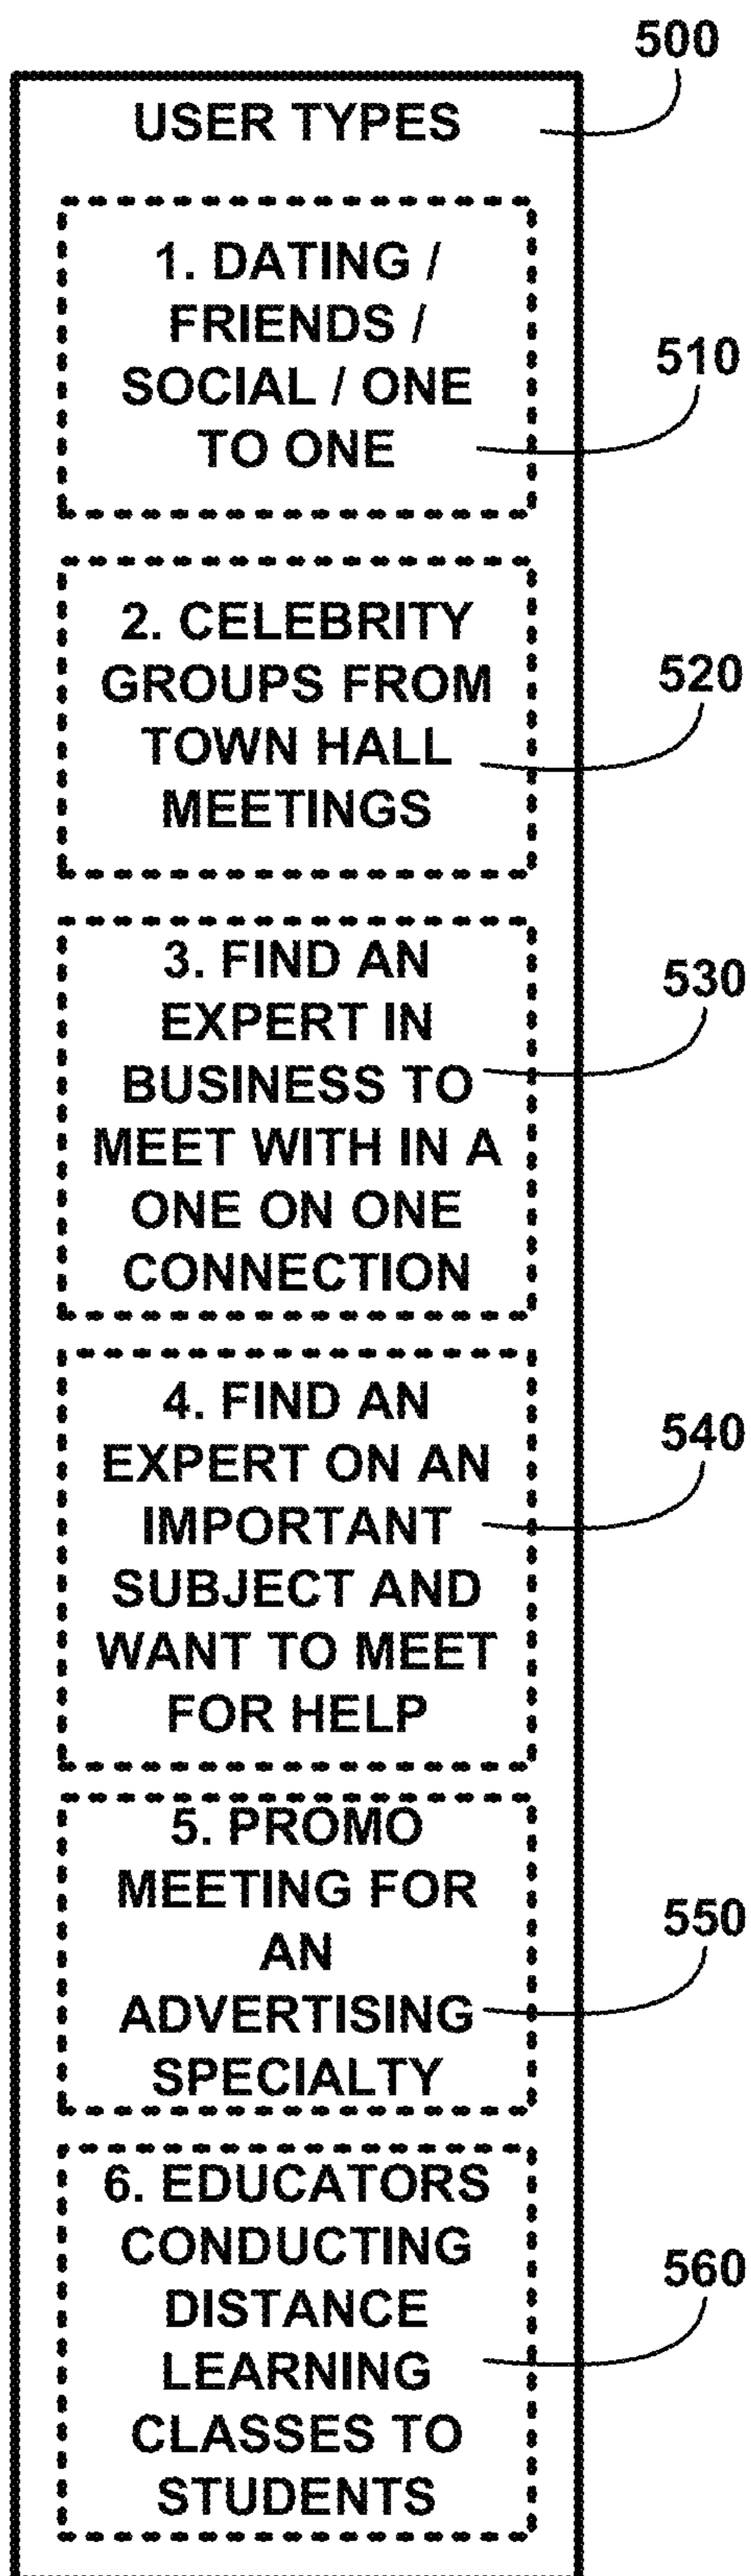 500
USER TYPES
1. DATING /
FRIENDS /
SOCIAL / ONE
TO ONE
510
2. CELEBRITY
GROUPS FROM
TOWN HALL
MEETINGS
520
3. FIND AN
EXPERT IN
BUSINESS TO
MEET WITH IN A
ONE ON ONE
CONNECTION
530
4. FIND AN
EXPERT ON AN
IMPORTANT
SUBJECT AND
WANT TO MEET
FOR HELP
540
5. PROMO
MEETING FOR
AN
ADVERTISING
SPECIALTY
550
6. EDUCATORS
CONDUCTING
DISTANCE
LEARNING
CLASSES TO
STUDENTS
560